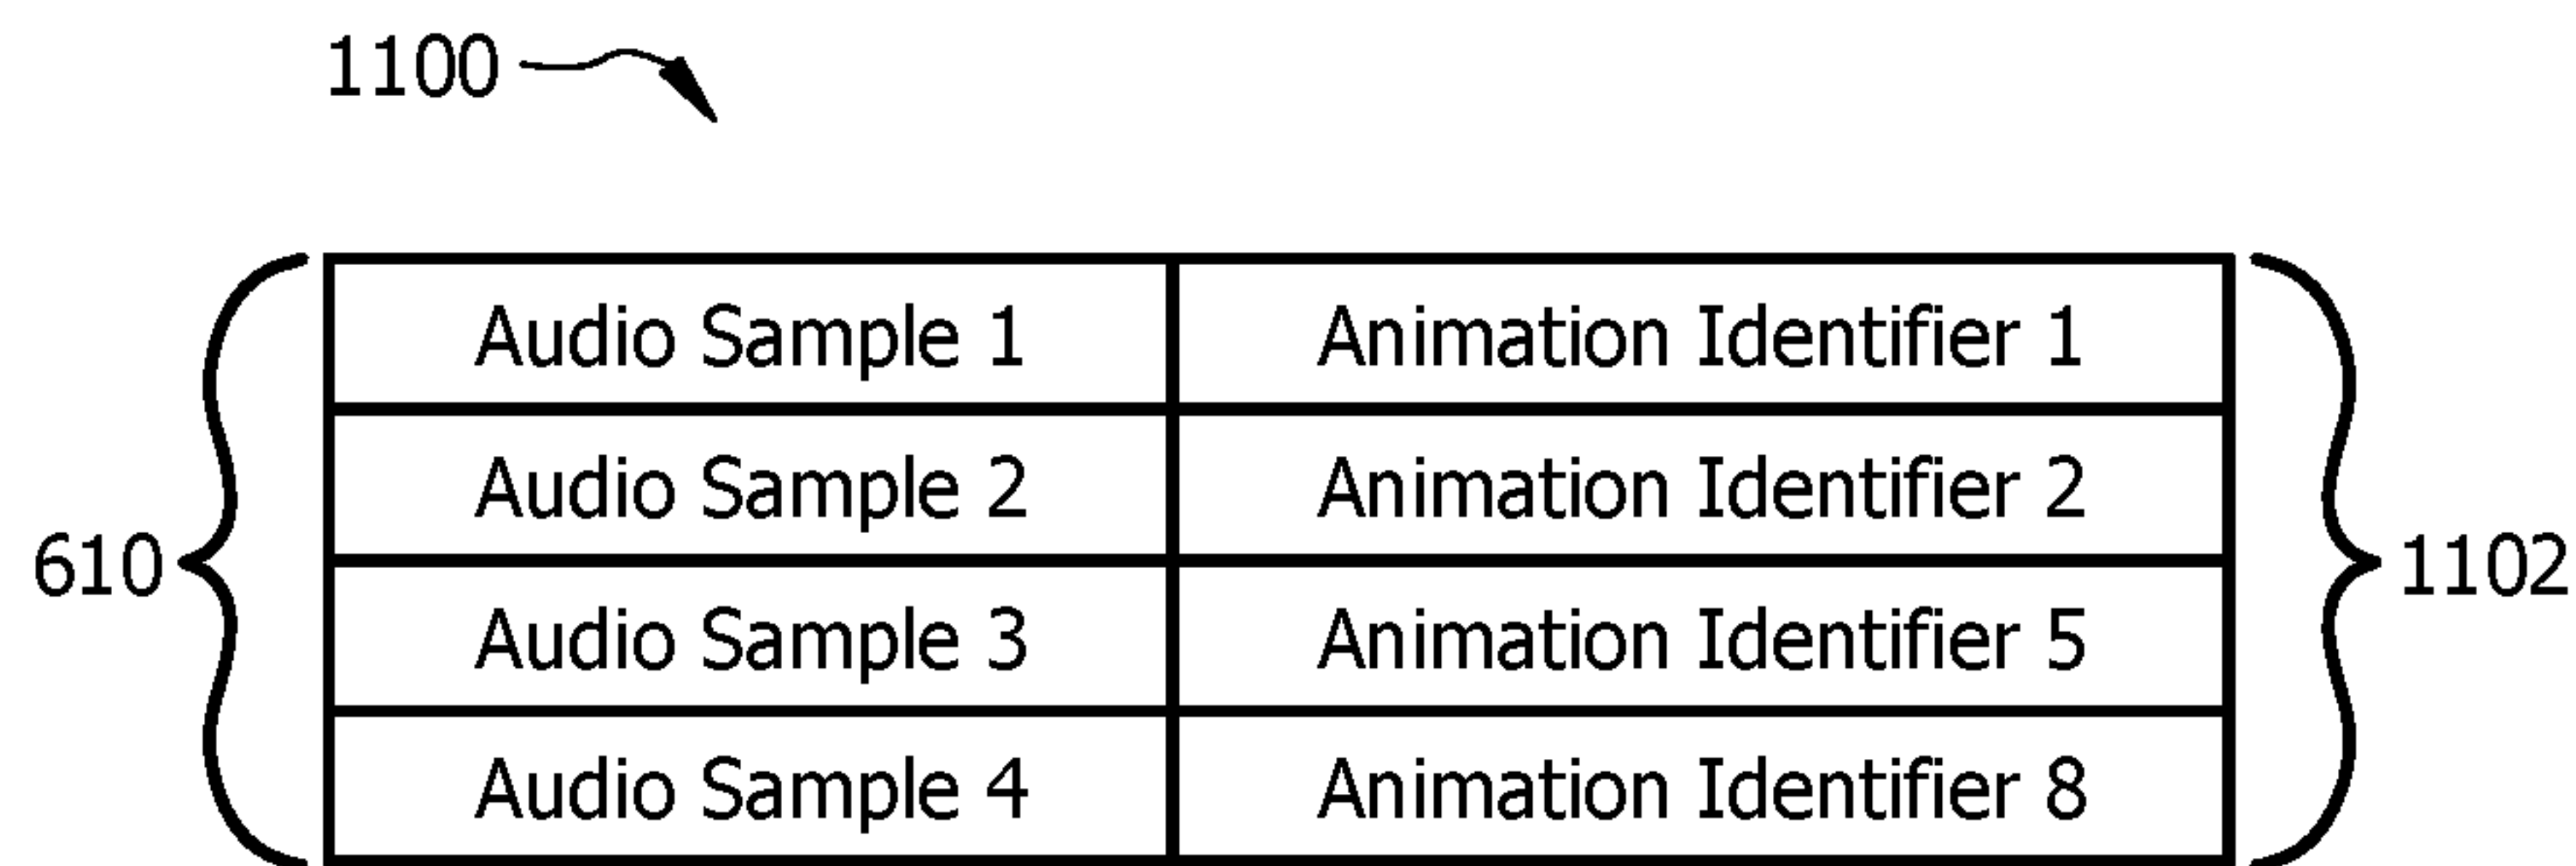 1100
Audio Sample 1 Animation Identifier 1
Audio Sample 2 Animation Identifier 2
610 1102
Audio Sample 3 Animation Identifier 5
Audio Sample 4 Animation Identifier 8